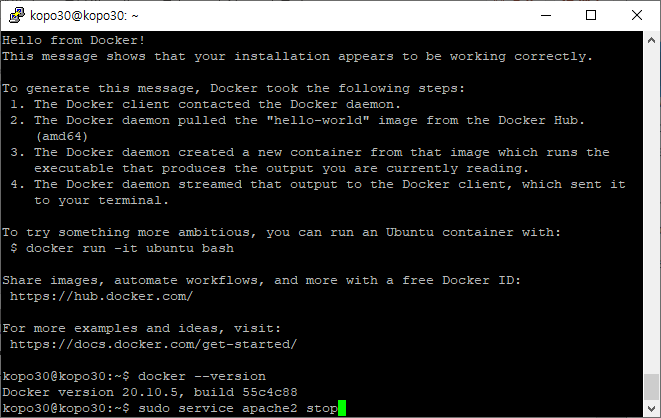 kopo30@kopo30: ~
Hello from Docker!
This message shows that your installation appears to be working correctly.
To generate this message, Docker took the following steps:
1. The Docker client contacted the Docker daemon.
2. The Docker daemon pulled the "hello-world" image from the Docker Hub.
(amd64)
3. The Docker daemon created a new container from that image which runs the
executable that produces the output you are currently reading.
4. The Docker daemon streamed that output to the Docker client, which sent it
to your terminal.
To try something more ambitious, you can run an Ubuntu container with:
$ docker run -it ubuntu bash
Share images, automate workflows, and more with a free Docker ID:
https://hub.docker.com/
For more examples and ideas, visit:
https://docs.docker.com/get-started/
kopo30@kopo30:~$ docker --version
Docker version 20.10.5, build 55c4c88
kopo30@kopo30:~$ sudo service apache2 stop